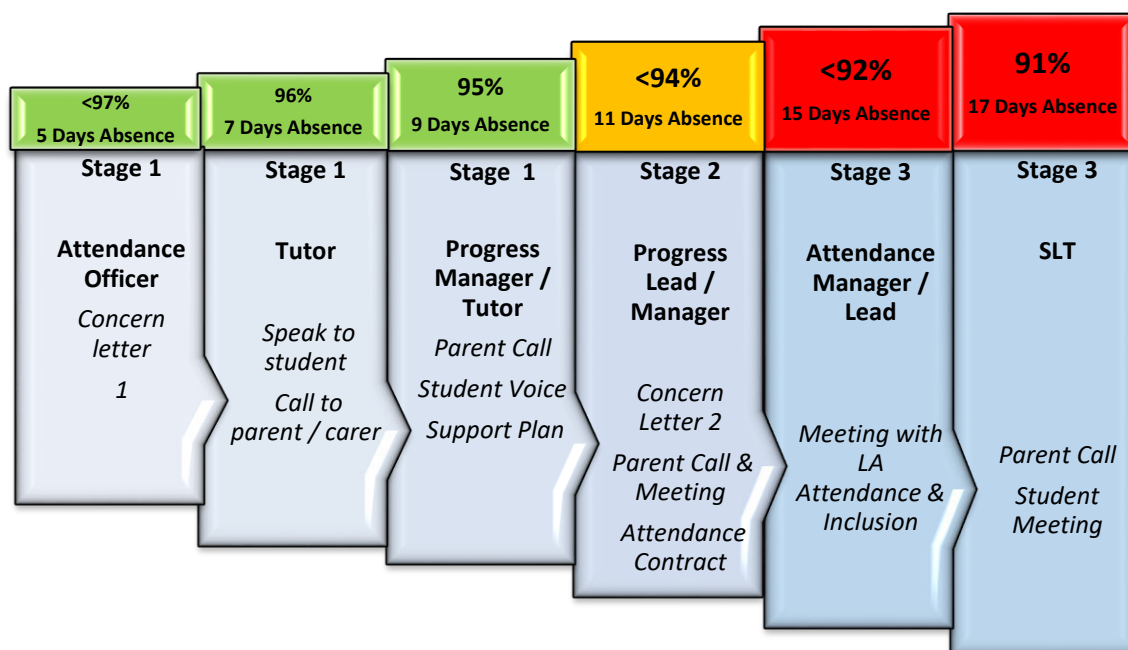 <97%
5 Days Absence
Stage 1
Attendance
Officer
Concern
letter
1
96%
7 Days Absence
Stage 1
Tutor
Speak to
student
Call to
parent / carer
95%
9 Days Absence
Stage 1
Progress
Manager /
Tutor
Parent Call
Student Voice
Support Plan
<94%
11 Days Absence
Stage 2
Progress
Lead /
Manager
Concern
Letter 2
Parent Call &
Meeting
Attendance
Contract
<92%
15 Days Absence
Stage 3
Attendance
Manager /
Lead
Meeting with
LA
Attendance &
Inclusion
91%
17 Days Absence
Stage 3
SLT
Parent Call
Student
Meeting